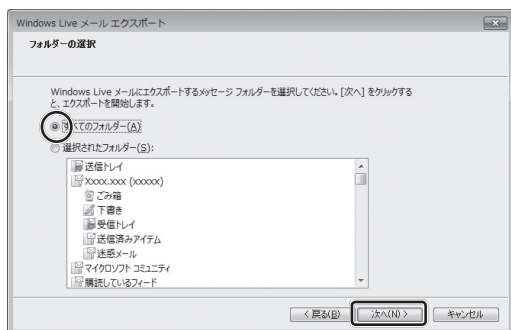 Windows Live メール エクスポート
フォルダーの選択
Windows Live メールにエクスポートするメッセージ フォルダーを選択してください。[次へ] をクリックする
と、エクスポートを開始します。
すべてのフォルダー(A)
選択されたフォルダー(S):
送信トレイ
Xxxx.xxx (xxxxx)
ごみ箱
下書き
受信トレイ
送信済みアイテム
迷惑メール
マイクロソフト コミュニティ
購読しているフィード
< 戻る(B) 次へ(N) > キャンセル